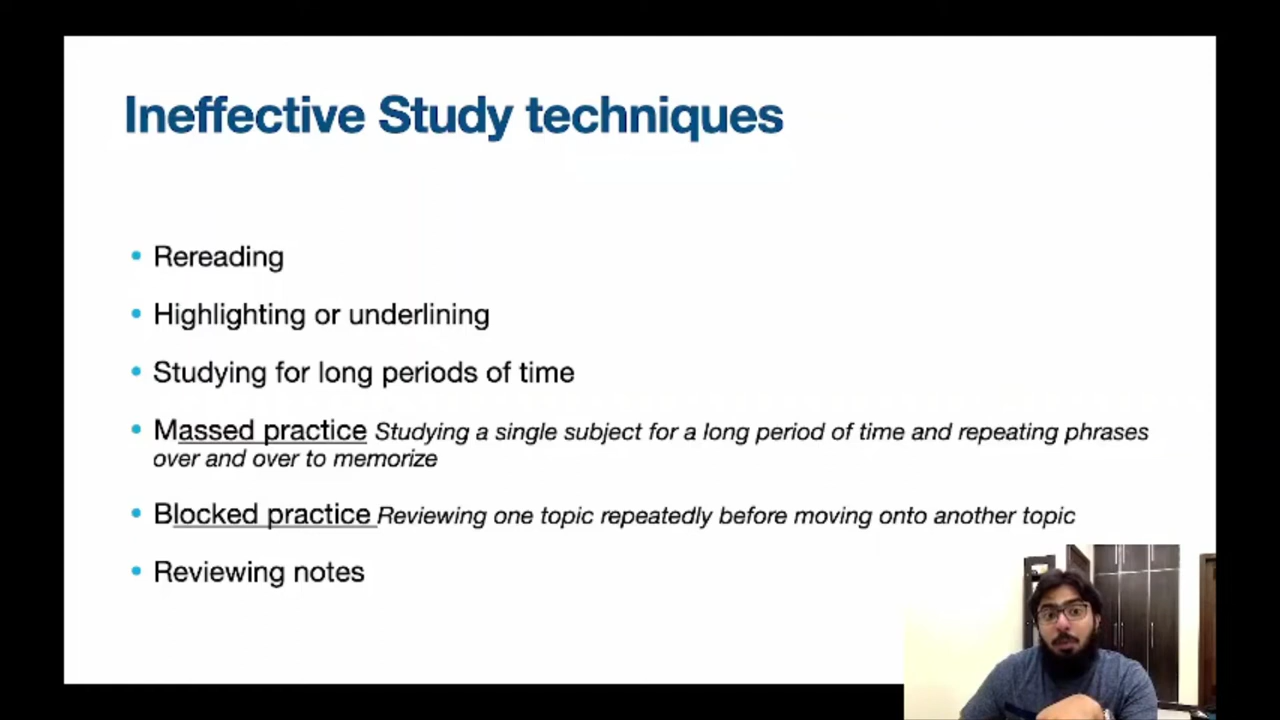 Ineffective Study techniques
• Rereading
• Highlighting or underlining
• Studying for long periods of time
• Massed practice Studying a single subject for a long period of time and repeating phrases
over and over to memorize
• Blocked practice Reviewing one topic repeatedly before moving onto another topic
• Reviewing notes